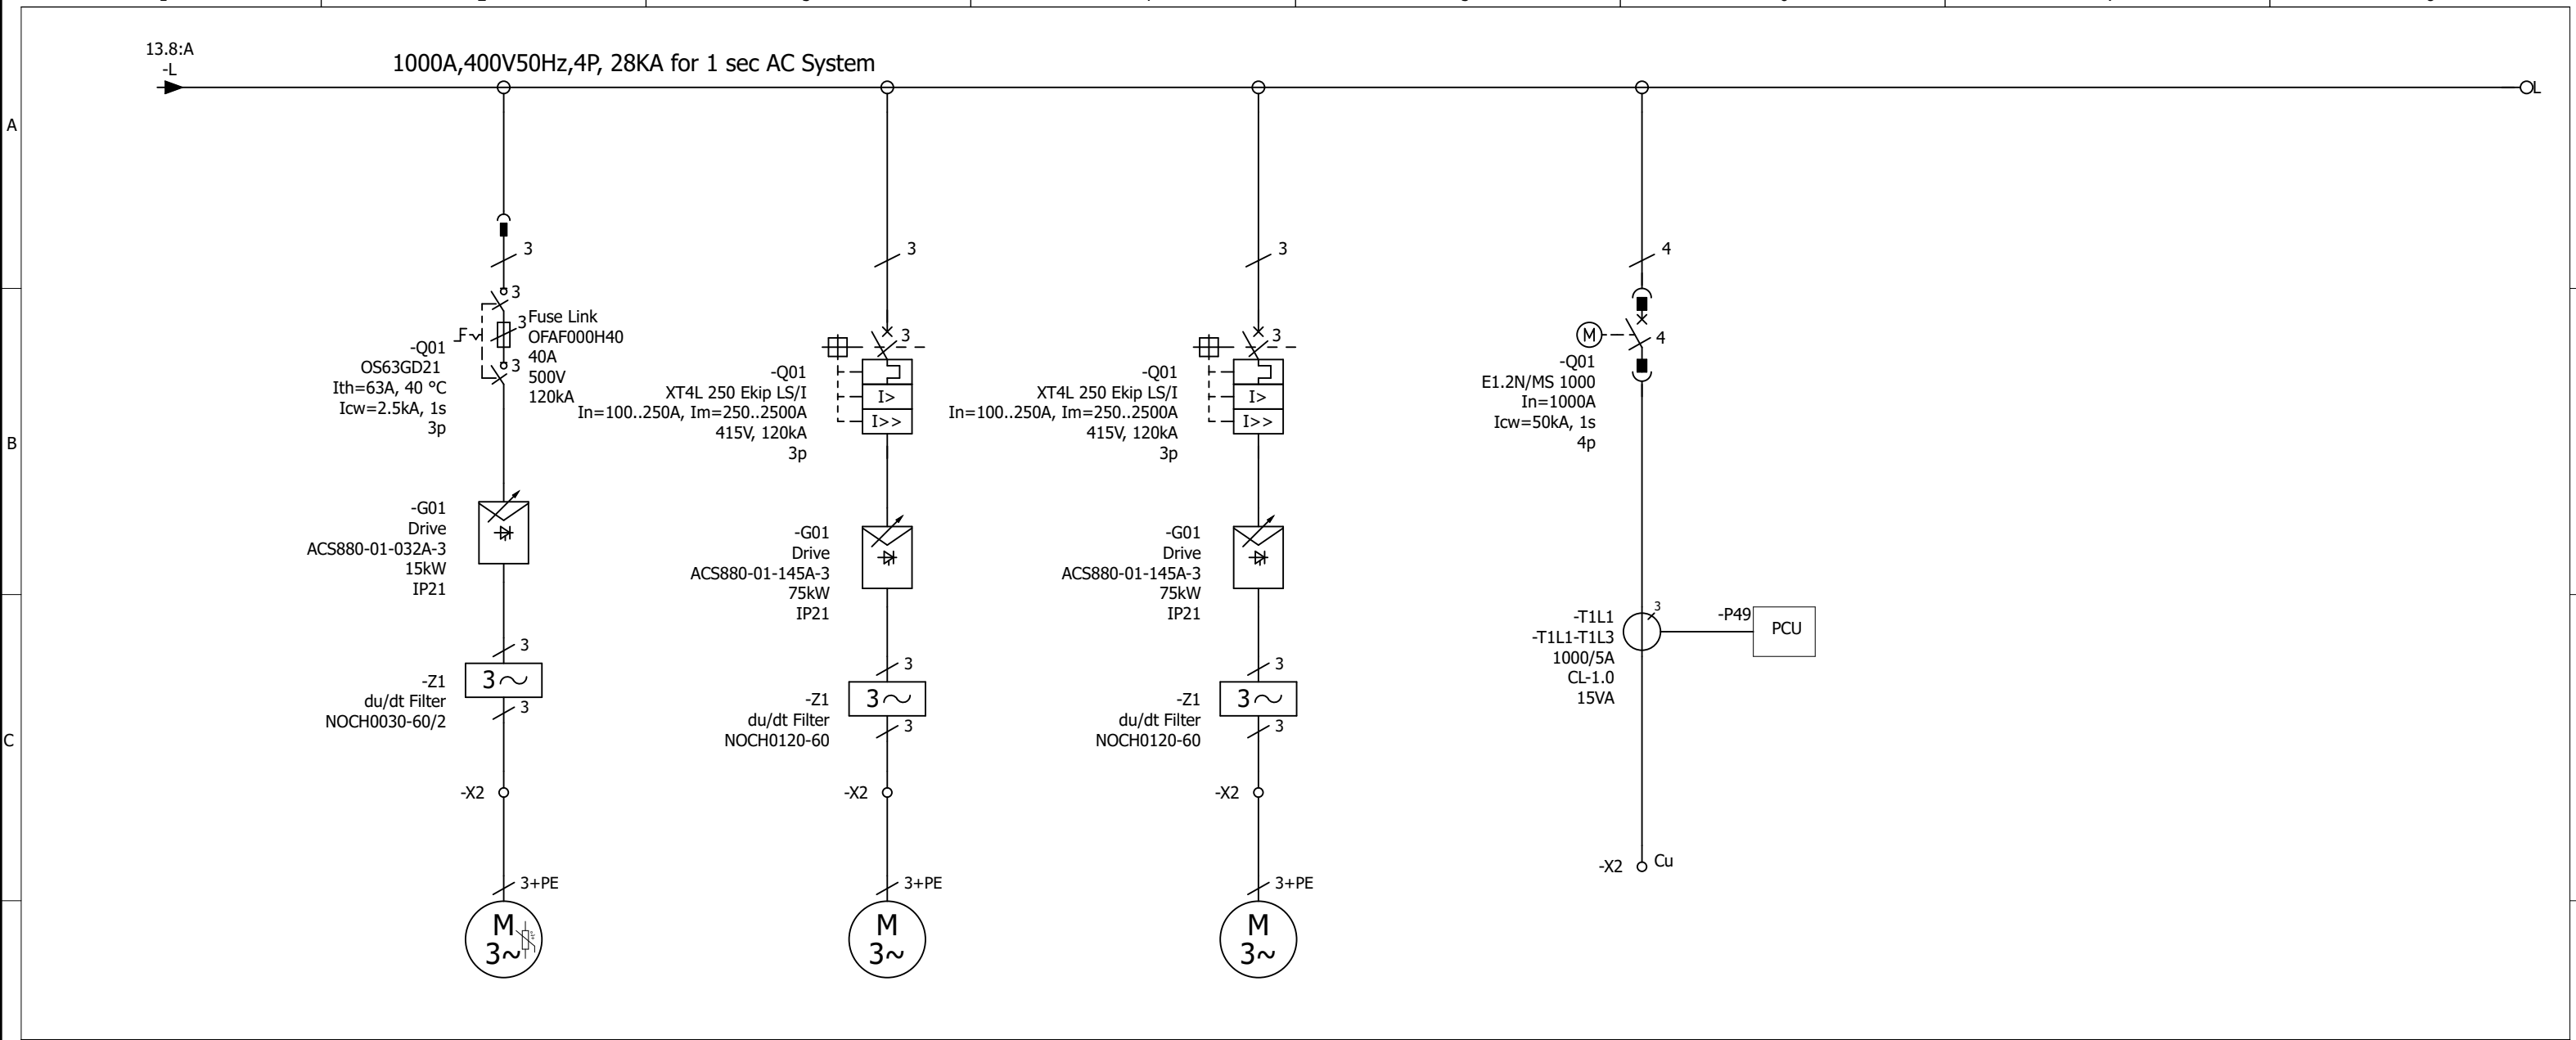 13.8:A
-L
1000A,400V50Hz,4P, 28KA for 1 sec AC System
L
A
B
C
3
3
Fuse Link
3
OFAF000H40
40A
500V
120kA
3
-Q01
OS63GD21
Ith=63A, 40 °C
Icw=2.5kA, 1s
3p
-G01
Drive
ACS880-01-032A-3
15kW
IP21
3
3~
-Z1
du/dt Filter
NOCH0030-60/2
3
-X2
3+PE
M
3~
3
3
-Q01
XT4L 250 Ekip LS/I
In=100..250A, Im=250..2500A
415V, 120kA
3p
I>
I>>
-G01
Drive
ACS880-01-145A-3
75kW
IP21
3
3~
-Z1
du/dt Filter
NOCH0120-60
3
-X2
3+PE
M
3~
3
3
-Q01
XT4L 250 Ekip LS/I
In=100..250A, Im=250..2500A
415V, 120kA
3p
I>
I>>
-G01
Drive
ACS880-01-145A-3
75kW
IP21
3
3~
-Z1
du/dt Filter
NOCH0120-60
3
-X2
3+PE
M
3~
4
M
4
-Q01
E1.2N/MS 1000
In=1000A
Icw=50kA, 1s
4p
3
-T1L1
-T1L1-T1L3
1000/5A
CL-1.0
15VA
-P49
PCU
-X2
Cu